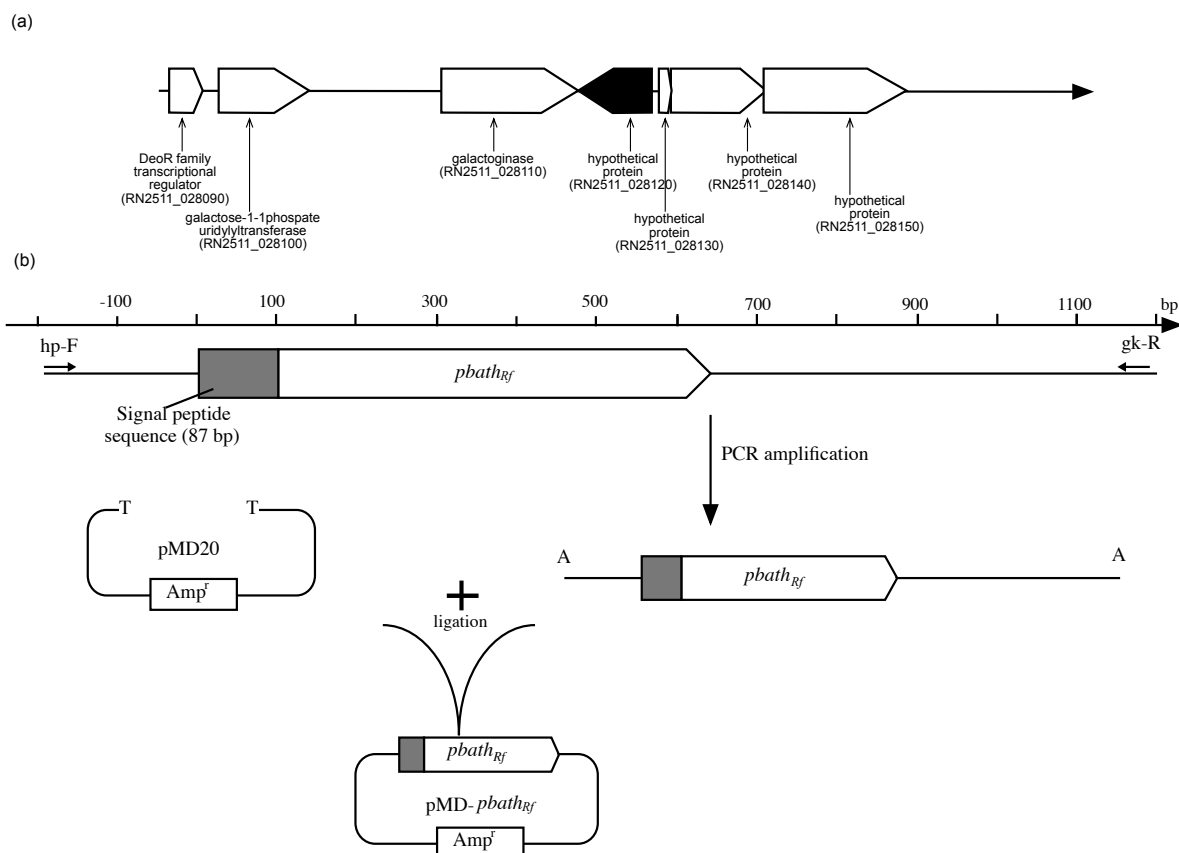 (a)
DeoR family
transcriptional
regulator
(RN2511_028090)
galactose-1-1phospate
uridylyltransferase
(RN2511_028100)
galactoginase
(RN2511_028110)
hypothetical
protein
(RN2511_028120)
hypothetical
protein
(RN2511_028130)
hypothetical
protein
(RN2511_028140)
hypothetical
protein
(RN2511_028150)
(b)
-100 100 300 500 700 900 1100 bp
hp-F
gk-R
pbathRf
Signal peptide
sequence (87 bp)
PCR amplification
T T
pMD20
Ampr
A A
pbathRf
+
ligation
pbathRf
pMD-pbathRf
Ampr